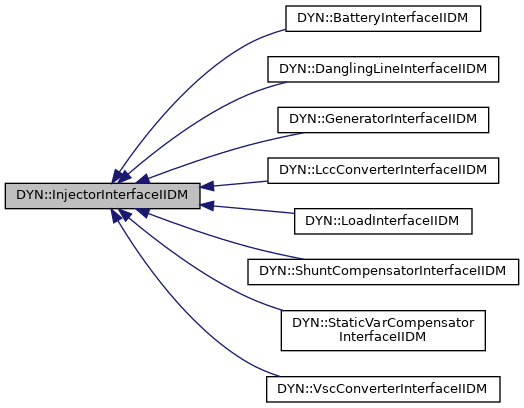 DYN::BatteryInterfaceIIDM
DYN::DanglingLineInterfaceIIDM
DYN::GeneratorInterfaceIIDM
DYN::LccConverterInterfaceIIDM
DYN::InjectorInterfaceIIDM
DYN::LoadInterfaceIIDM
DYN::ShuntCompensatorInterfaceIIDM
DYN::StaticVarCompensator
InterfaceIIDM
DYN::VscConverterInterfaceIIDM